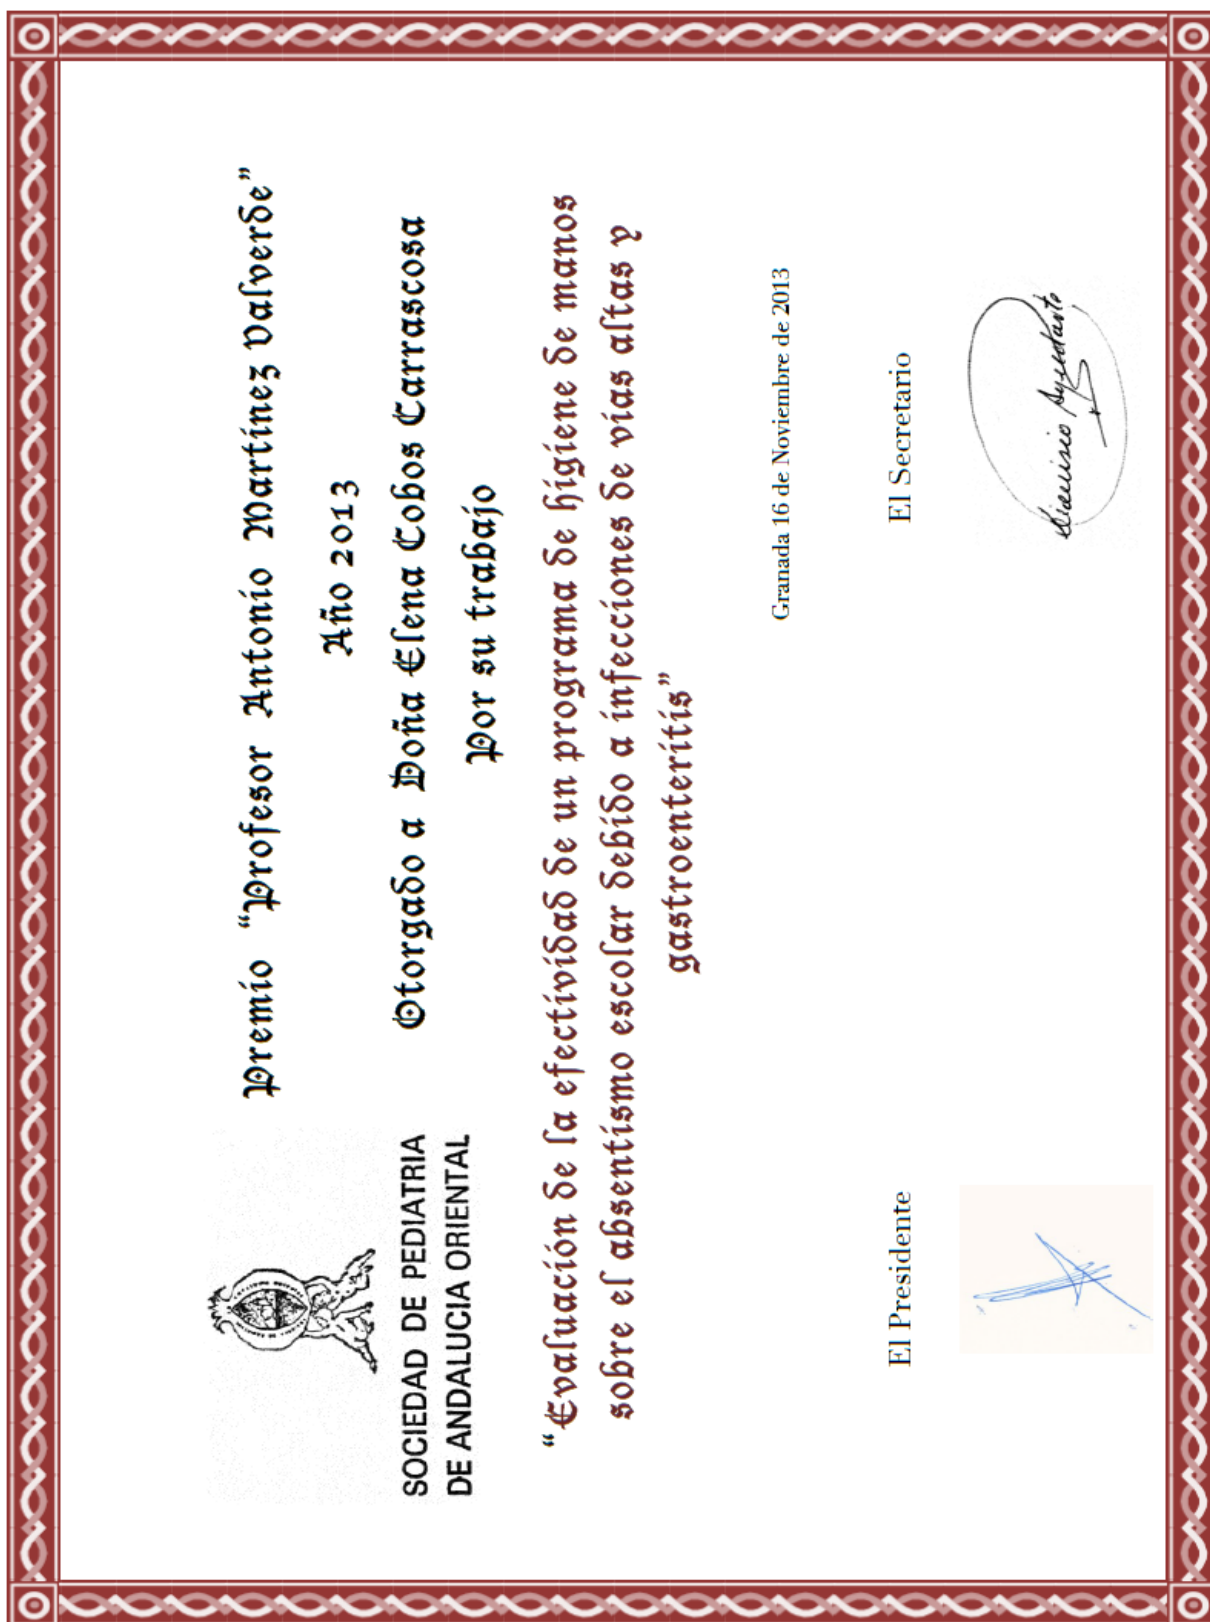 SOCIEDAD DE PEDIATRIA
DE ANDALUCIA ORIENTAL
Premio "Profesor Antonio Martínez Valverde"
Año 2013
Otorgado a Doña Elena Cobos Carrascosa
Por su trabajo
"Evaluación de la efectividad de un programa de higiene de manos
sobre el absentismo escolar debido a infecciones de vías altas y
gastroenteritis"
Granada 16 de Noviembre de 2013
El Presidente
El Secretario